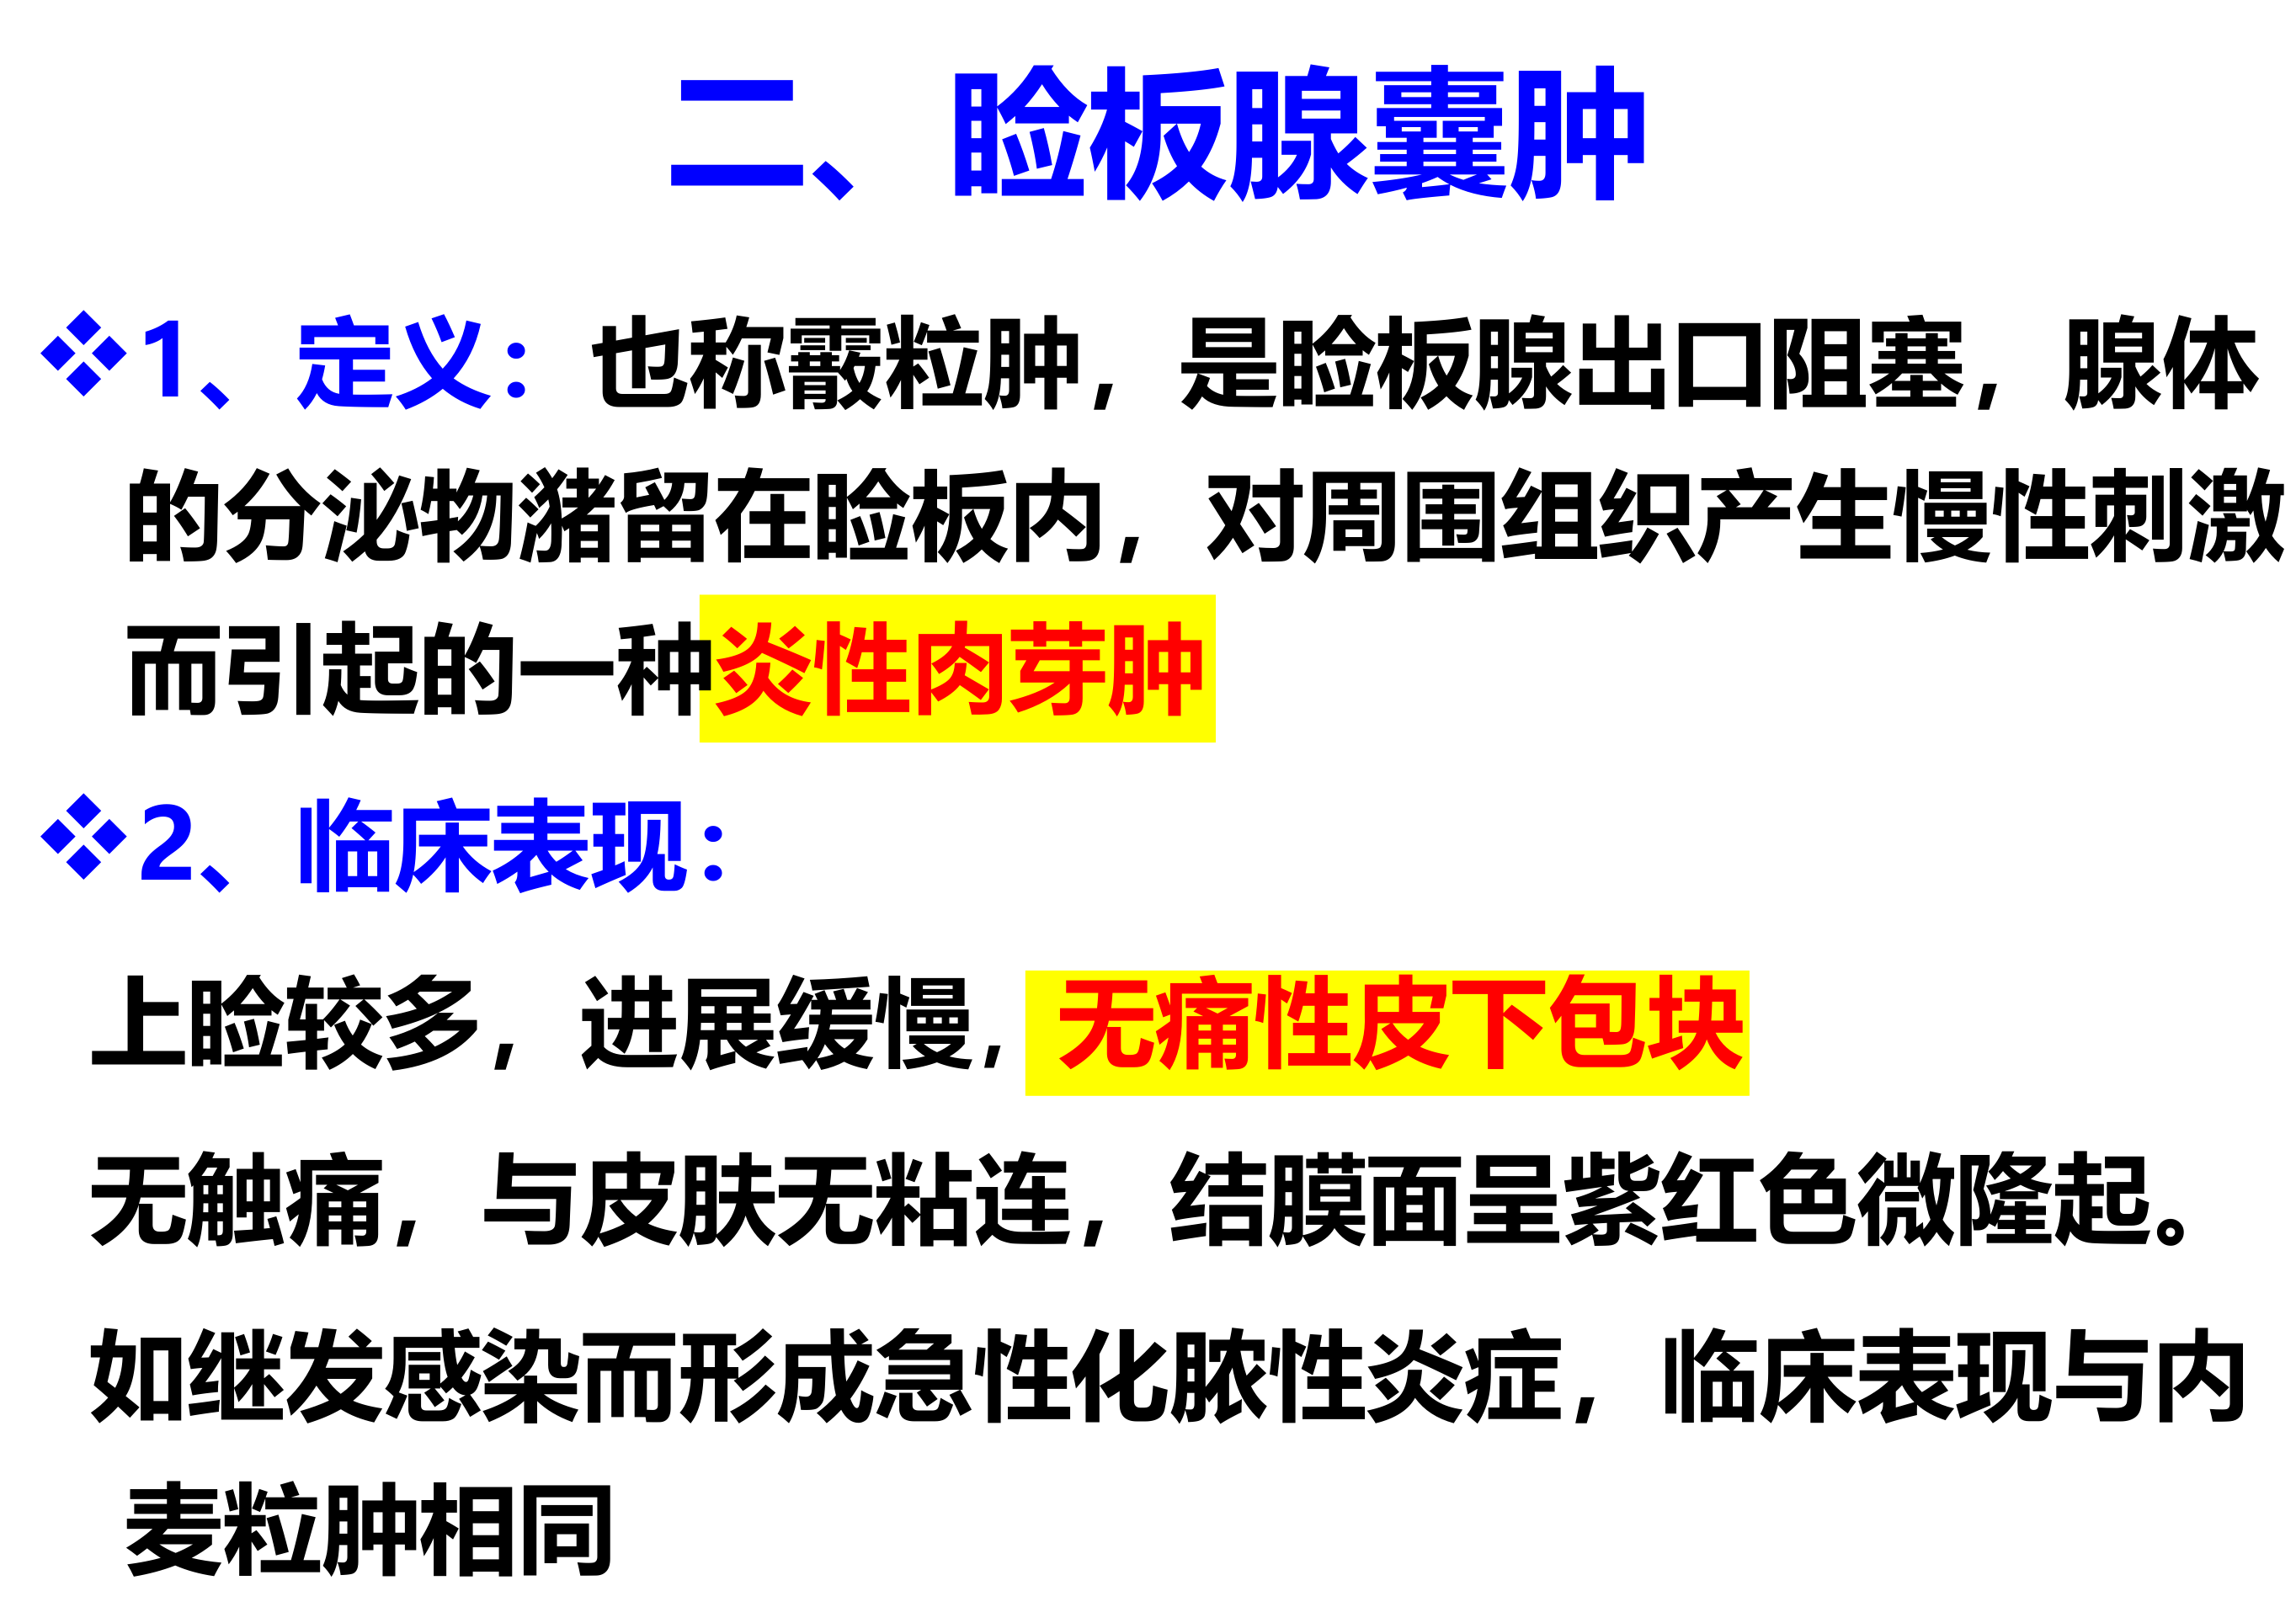 二、 睑板腺囊肿
❖1、定义：也称霰粒肿，是睑板腺出口阻塞，腺体
的分泌物潴留在睑板内，对周围组织产生慢性刺激
而引起的一种炎性肉芽肿
❖2、临床表现：
上睑较多，进展缓慢，无痛性皮下包块
无触痛，与皮肤无粘连，结膜面呈紫红色微隆起。
如继发感染而形成急性化脓性炎症，临床表现与内
麦粒肿相同